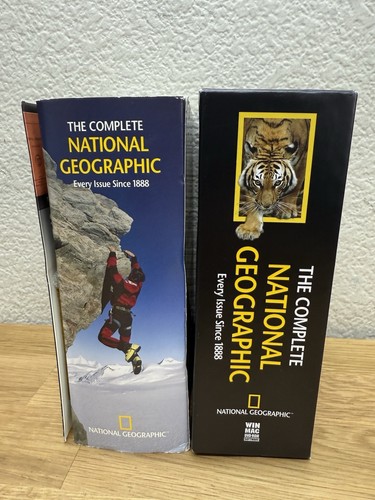 THE COMPLETE
NATIONAL
GEOGRAPHIC
Every Issue Since 1888
NATIONAL GEOGRAPHIC
THE COMPLETE
NATIONAL
GEOGRAPHIC
Every Issue Since 1888
NATIONAL GEOGRAPHIC™
WIN
MAC